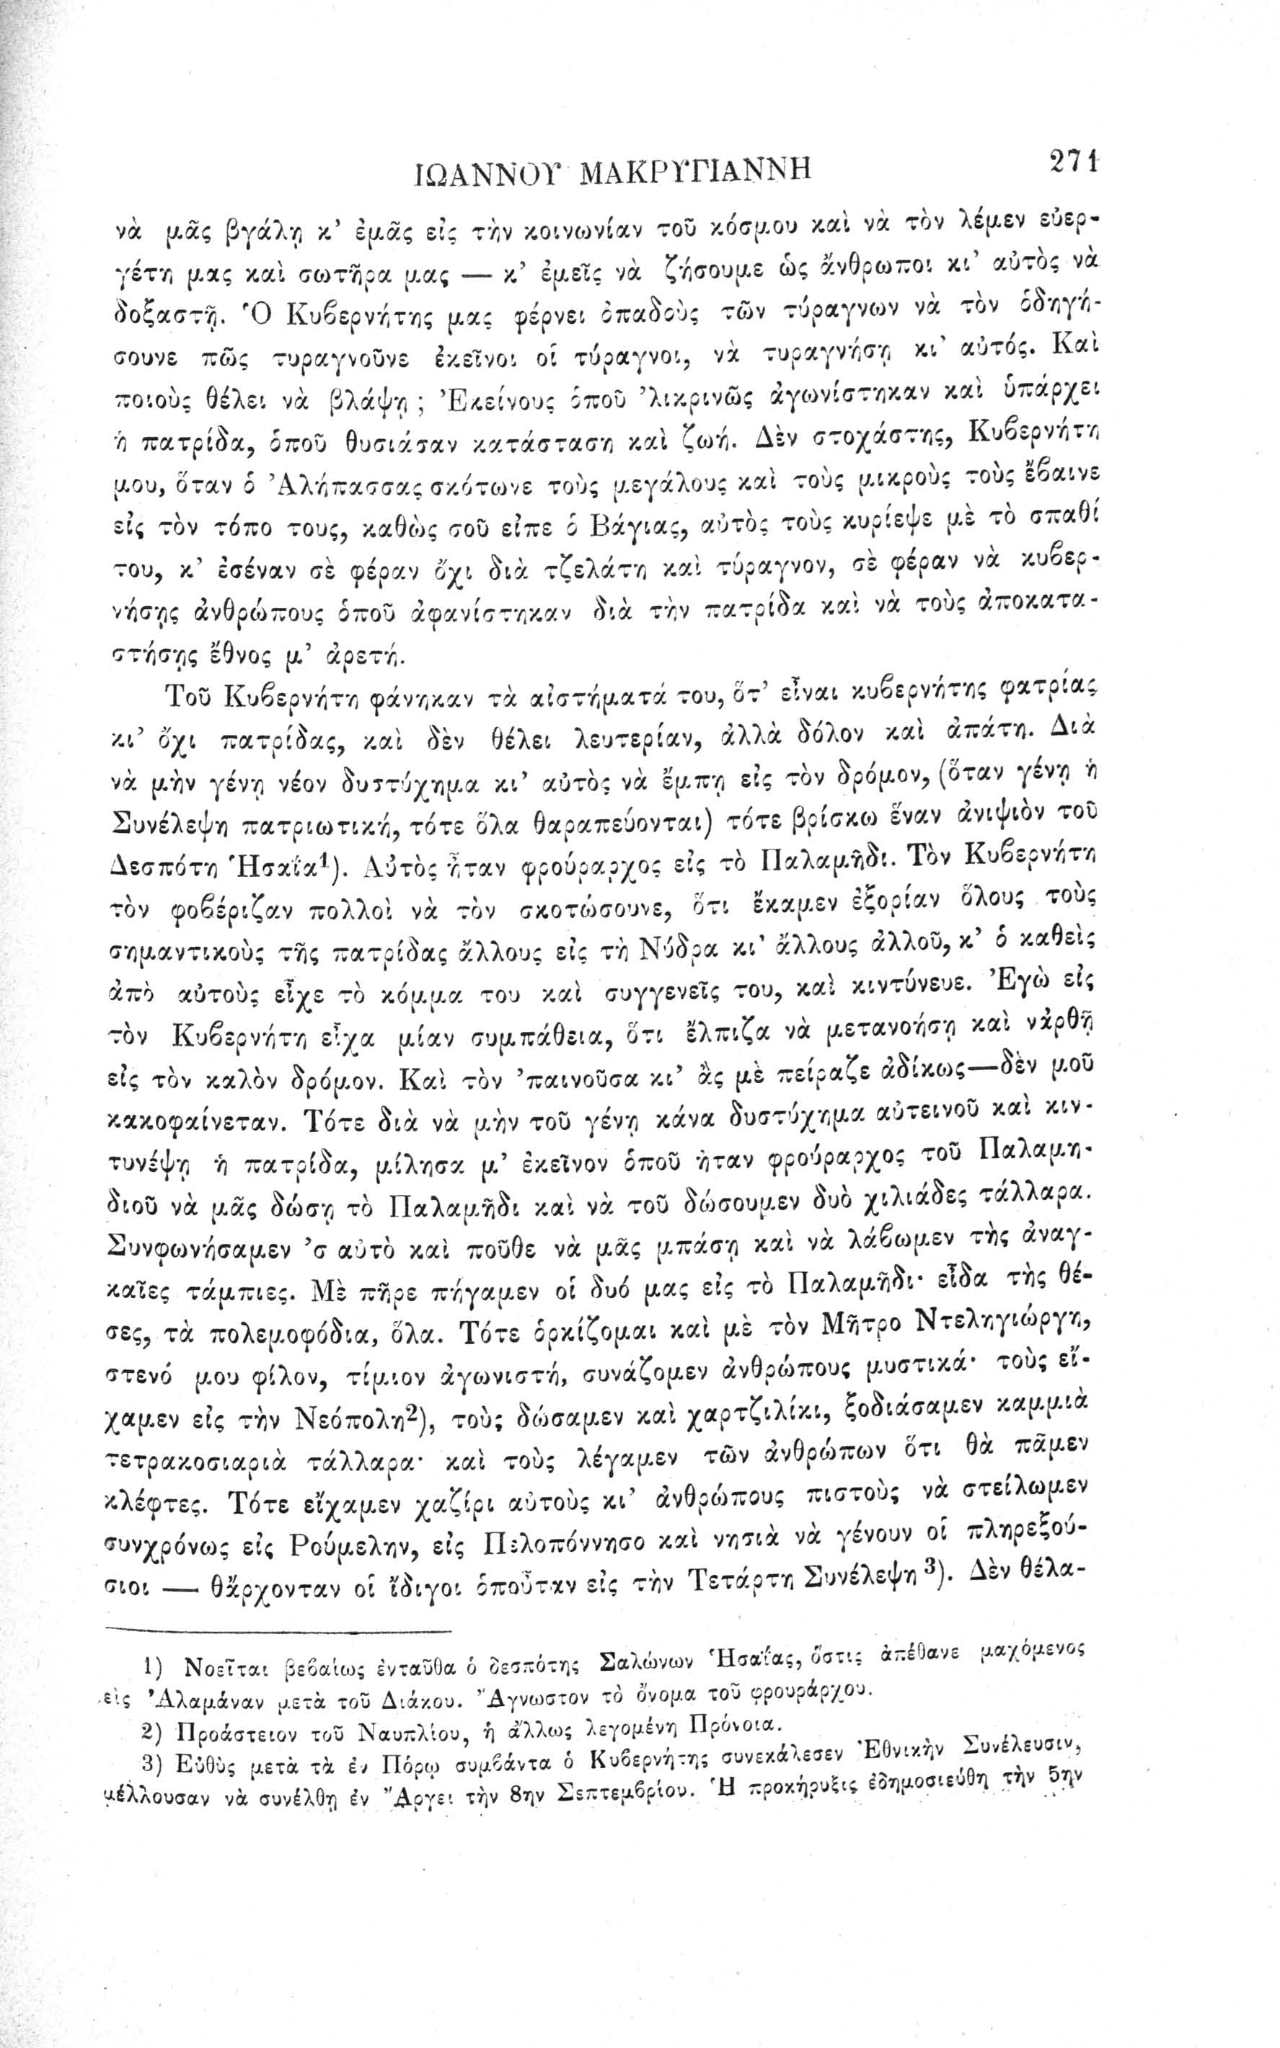 ΙΩΑΝΝΟΥ ΜΑΚΡΥΓΙΑΝΝΗ 271
νὰ μᾶς βγάλῃ κ’ ἐμᾶς εἰς τὴν κοινωνίαν τοῦ κόσμου καὶ νὰ τὸν λέμεν εὐερ-
γέτη μας καὶ σωτῆρα μας — κ’ ἐμεῖς νὰ ζήσουμε ὡς ἄνθρωποι κι’ αὐτὸς νὰ
δοξαστῇ. Ὁ Κυβερνήτης μας φέρνει ὀπαδοὺς τῶν τύραγνων νὰ τὸν ὁδηγή-
σουνε πῶς τυραγνοῦνε ἐκεῖνοι οἱ τύραγνοι, νὰ τυραγνήσῃ κι’ αὐτός. Καὶ
ποιοὺς θέλει νὰ βλάψῃ ; Ἐκείνους ὁποῦ ’λικρινῶς ἀγωνίστηκαν καὶ ὑπάρχει
ἡ πατρίδα, ὁποῦ θυσιάσαν κατάσταση καὶ ζωή. Δὲν στοχάστης, Κυβερνήτη
μου, ὅταν ὁ Ἀλήπασσας σκότωνε τοὺς μεγάλους καὶ τοὺς μικροὺς τοὺς ἔβαινε
εἰς τὸν τόπο τους, καθὼς σοῦ εἶπε ὁ Βάγιας, αὐτὸς τοὺς κυρίεψε μὲ τὸ σπαθί
του, κ’ ἐσέναν σὲ φέραν ὄχι διὰ τζελάτη καὶ τύραγνον, σὲ φέραν νὰ κυβερ-
νήσῃς ἀνθρώπους ὁποῦ ἀφανίστηκαν διὰ τὴν πατρίδα καὶ νὰ τοὺς ἀποκατα-
στήσῃς ἔθνος μ’ ἀρετή.
Τοῦ Κυβερνήτη φάνηκαν τὰ αἰστήματά του, ὅτ’ εἶναι κυβερνήτης φατρίας
κι’ ὄχι πατρίδας, καὶ δὲν θέλει λευτερίαν, ἀλλὰ δόλον καὶ ἀπάτη. Διὰ
νὰ μὴν γένῃ νέον δυστύχημα κι’ αὐτὸς νὰ ἔμπῃ εἰς τὸν δρόμον, (ὅταν γένῃ ἡ
Συνέλεψη πατριωτική, τότε ὅλα θαραπεύονται) τότε βρίσκω ἕναν ἀνιψιὸν τοῦ
Δεσπότη Ἡσαΐα¹). Αὐτὸς ἦταν φρούραρχος εἰς τὸ Παλαμῆδι. Τὸν Κυβερνήτη
τὸν φοβέριζαν πολλοὶ νὰ τὸν σκοτώσουνε, ὅτι ἔκαμεν ἐξορίαν ὅλους τοὺς
σημαντικοὺς τῆς πατρίδας ἄλλους εἰς τὴ Νύδρα κι’ ἄλλους ἀλλοῦ, κ’ ὁ καθεὶς
ἀπὸ αὐτοὺς εἶχε τὸ κόμμα του καὶ συγγενεῖς του, καὶ κιντύνευε. Ἐγὼ εἰς
τὸν Κυβερνήτη εἶχα μίαν συμπάθεια, ὅτι ἔλπιζα νὰ μετανοήσῃ καὶ νἀρθῇ
εἰς τὸν καλὸν δρόμον. Καὶ τὸν ’παινοῦσα κι’ ἂς μὲ πείραζε ἀδίκως—δὲν μοῦ
κακοφαίνεταν. Τότε διὰ νὰ μὴν τοῦ γένῃ κάνα δυστύχημα αὐτεινοῦ καὶ κιν-
τυνέψῃ ἡ πατρίδα, μίλησα μ’ ἐκεῖνον ὁποῦ ἦταν φρούραρχος τοῦ Παλαμη-
διοῦ νὰ μᾶς δώσῃ τὸ Παλαμῆδι καὶ νὰ τοῦ δώσουμεν δυὸ χιλιάδες τάλλαρα.
Συνφωνήσαμεν ’σ αὐτὸ καὶ ποῦθε νὰ μᾶς μπάσῃ καὶ νὰ λάβωμεν τὴς ἀναγ-
καῖες τάμπιες. Μὲ πῆρε πήγαμεν οἱ δυό μας εἰς τὸ Παλαμῆδι· εἶδα τὴς θέ-
σες, τὰ πολεμοφόδια, ὅλα. Τότε ὁρκίζομαι καὶ μὲ τὸν Μῆτρο Ντεληγιώργη,
στενό μου φίλον, τίμιον ἀγωνιστή, συνάζομεν ἀνθρώπους μυστικά· τοὺς εἴ-
χαμεν εἰς τὴν Νεόπολη²), τοὺς δώσαμεν καὶ χαρτζιλίκι, ξοδιάσαμεν καμμιὰ
τετρακοσιαριὰ τάλλαρα· καὶ τοὺς λέγαμεν τῶν ἀνθρώπων ὅτι θὰ πᾶμεν
κλέφτες. Τότε εἴχαμεν χαζίρι αὐτοὺς κι’ ἀνθρώπους πιστοὺς νὰ στείλωμεν
συνχρόνως εἰς Ρούμελην, εἰς Πελοπόννησο καὶ νησιὰ νὰ γένουν οἱ πληρεξού-
σιοι — θἄρχονταν οἱ ἴδιγοι ὁποὖταν εἰς τὴν Τετάρτη Συνέλεψη³). Δὲν θέλα-
1) Νοεῖται βεβαίως ἐνταῦθα ὁ δεσπότης Σαλώνων Ἡσαΐας, ὅστις ἀπέθανε μαχόμενος
εἰς Ἀλαμάναν μετὰ τοῦ Διάκου. Ἄγνωστον τὸ ὄνομα τοῦ φρουράρχου.
2) Προάστειον τοῦ Ναυπλίου, ἡ ἄλλως λεγομένη Πρόνοια.
3) Εὐθὺς μετὰ τὰ ἐν Πόρῳ συμβάντα ὁ Κυβερνήτης συνεκάλεσεν Ἐθνικὴν Συνέλευσιν,
μέλλουσαν νὰ συνέλθῃ ἐν Ἄργει τὴν 8ην Σεπτεμβρίου. Ἡ προκήρυξις ἐδημοσιεύθη τὴν 5ην